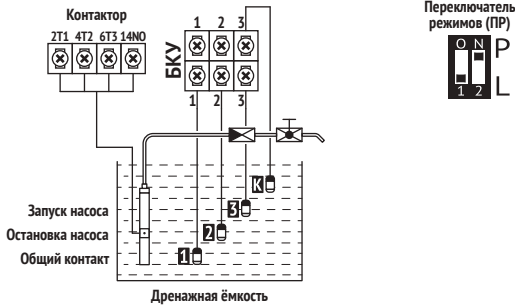 Контактор
2T1 4T2 6T3 14NO
БКУ
1 2 3
1 2 3
Переключатель
режимов (ПР)
O N
1 2
P
L
К
3
2
1
Запуск насоса
Остановка насоса
Общий контакт
Дренажная ёмкость